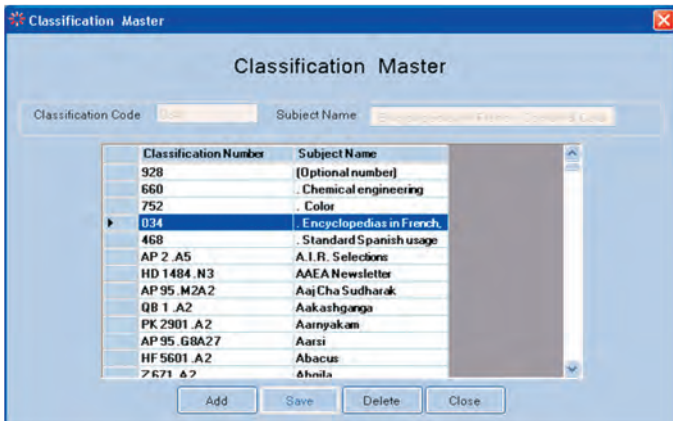 Classification Master
Classification Master
Classification Code Subject Name
Classification Number Subject Name
928 (Optional number)
660 . Chemical engineering
752 . Color
034 . Encyclopedias in French,
468 . Standard Spanish usage
AP 2 .A5 A.I.R. Selections
HD 1484 .N3 AAEA Newsletter
AP 95 .M2A2 Aaj Cha Sudharak
QB 1 .A2 Aakashganga
PK 2901 .A2 Aarnyakam
AP 95 .G8A27 Aarsi
HF 5601 .A2 Abacus
Z 671 .A2
Add Save Delete Close